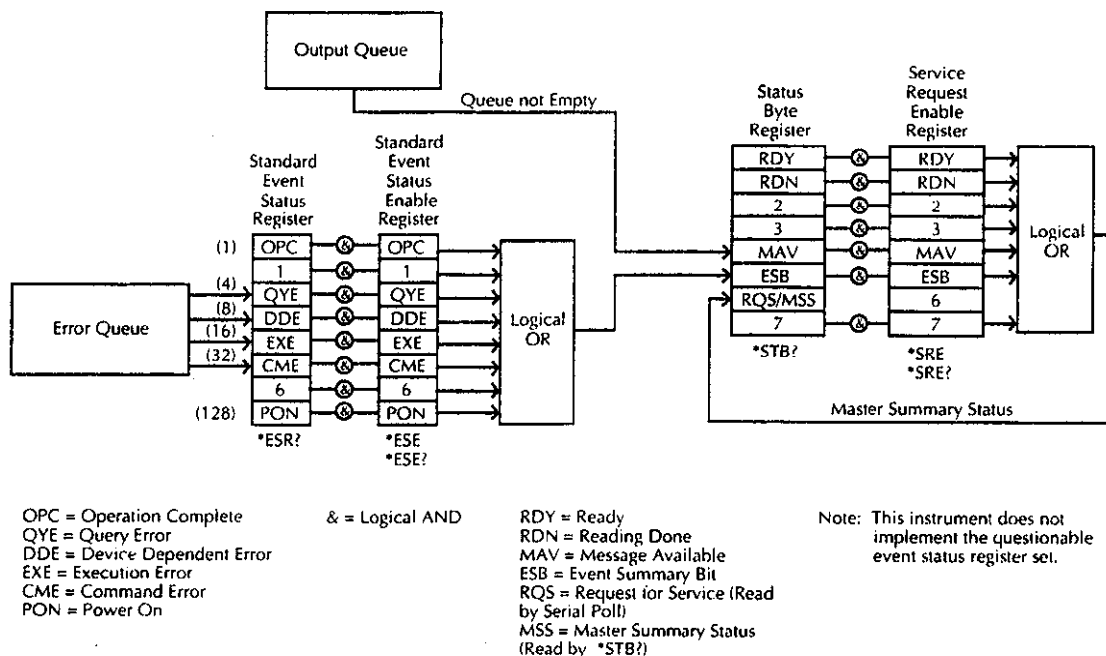 Output Queue
Queue not Empty
Standard
Event
Status
Register
Standard
Event
Status
Enable
Register
Status
Byte
Register
Service
Request
Enable
Register
Error Queue
(1)
(4)
(8)
(16)
(32)
(128)
OPC
1
QYE
DDE
EXE
CME
6
PON
*ESR?
&
&
&
&
&
&
&
&
OPC
1
QYE
DDE
EXE
CME
6
PON
*ESE
*ESE?
Logical
OR
RDY
RDN
2
3
MAV
ESB
RQS/MSS
7
*STB?
&
&
&
&
&
&
&
RDY
RDN
2
3
MAV
ESB
6
7
*SRE
*SRE?
Logical
OR
Master Summary Status
OPC = Operation Complete
QYE = Query Error
DDE = Device Dependent Error
EXE = Execution Error
CME = Command Error
PON = Power On
& = Logical AND
RDY = Ready
RDN = Reading Done
MAV = Message Available
ESB = Event Summary Bit
RQS = Request for Service (Read
by Serial Poll)
MSS = Master Summary Status
(Read by *STB?)
Note: This instrument does not
implement the questionable
event status register set.